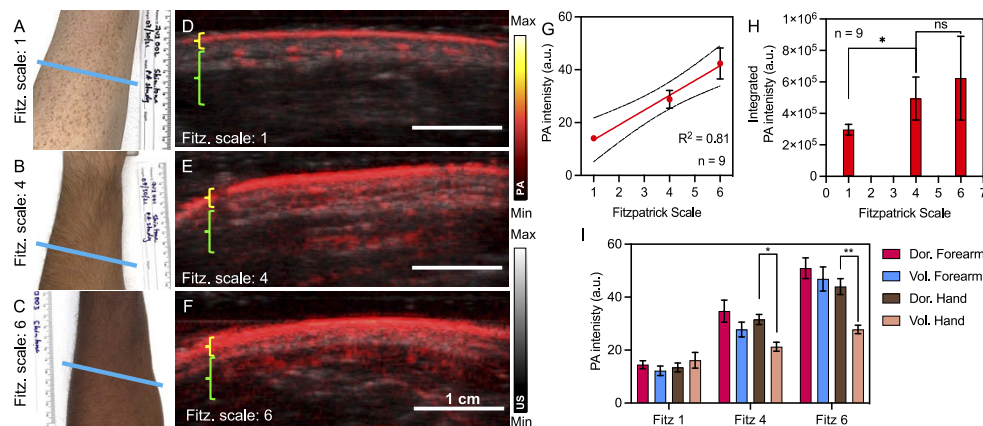 A
Fitz. scale: 1
B
Fitz. scale: 4
C
Fitz. scale: 6
D
Fitz. scale: 1
E
Fitz. scale: 4
F
Fitz. scale: 6
1 cm
Max
PA
Min
Max
US
Min
G
PA intenisty (a.u.)
60
40
20
0
1 2 3 4 5 6
Fitzpatrick Scale
R² = 0.81
n = 9
H
Integrated
PA intenisty (a.u.)
1×10⁶
8×10⁵
6×10⁵
4×10⁵
2×10⁵
n = 9
*
ns
0 1 2 3 4 5 6 7
Fitzpatrick Scale
I
PA intenisty (a.u.)
60
40
20
0
*
**
Fitz 1 Fitz 4 Fitz 6
Dor. Forearm
Vol. Forearm
Dor. Hand
Vol. Hand